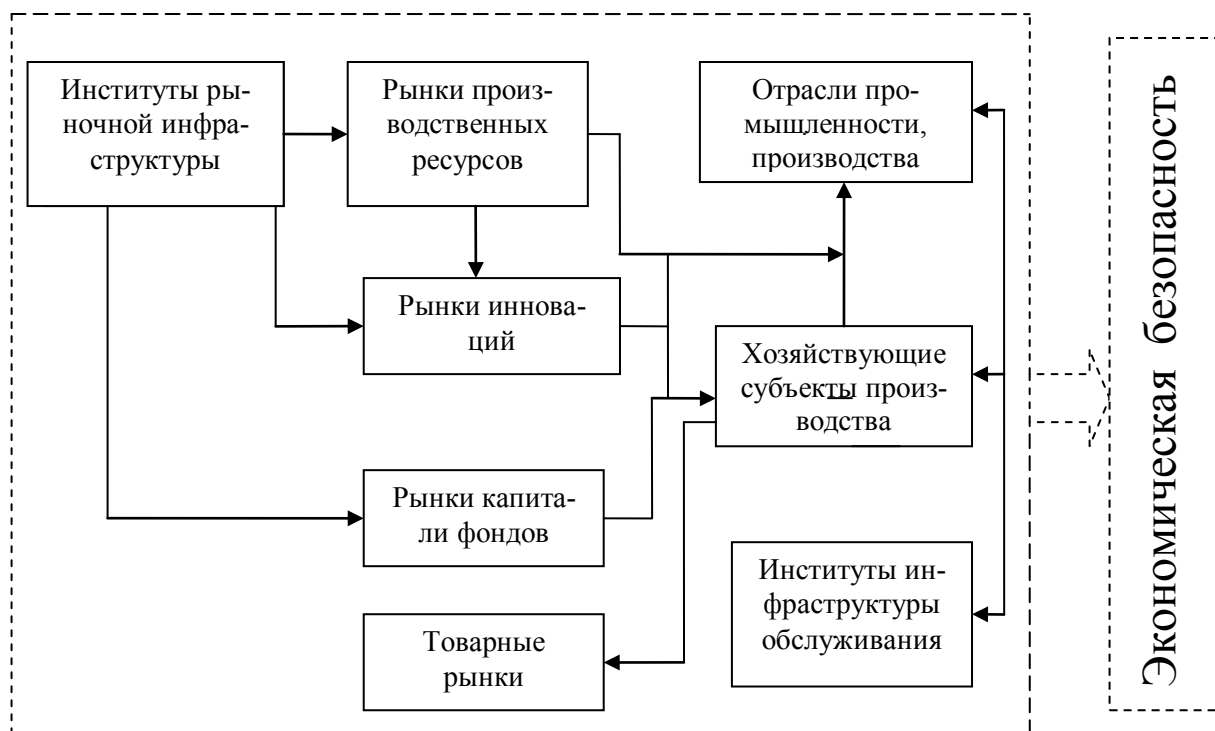 Институты ры-
ночной инфра-
структуры
Рынки произ-
водственных
ресурсов
Отрасли про-
мышленности,
производства
Рынки иннова-
ций
Хозяйствующие
субъекты произ-
водства
Рынки капита-
ли фондов
Институты ин-
фраструктуры
обслуживания
Товарные
рынки
Экономическая безопасность